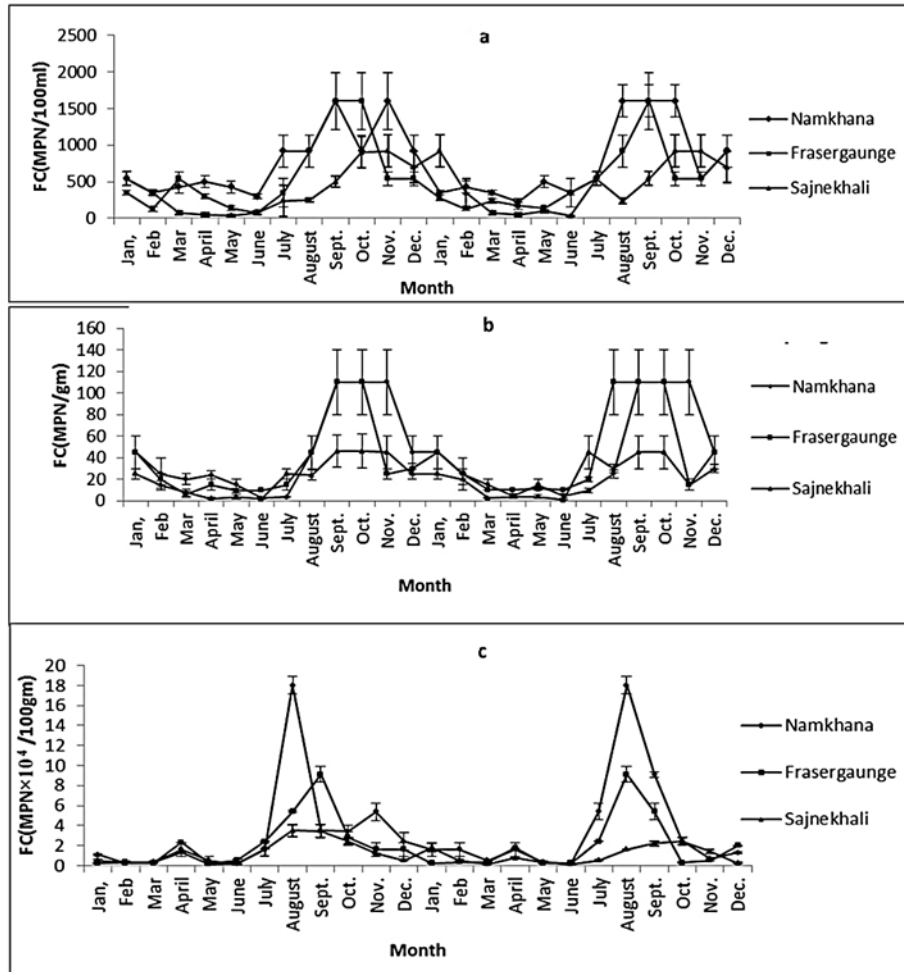 a
FC(MPN/100ml)
2500
2000
1500
1000
500
0
Jan,
Feb
Mar
April
May
June
July
August
Sept.
Oct.
Nov.
Dec.
Jan,
Feb
Mar
April
May
June
July
August
Sept.
Oct.
Nov.
Dec.
Month
Namkhana
Frasergaunge
Sajnekhali
b
FC(MPN/gm)
160
140
120
100
80
60
40
20
0
Jan,
Feb
Mar
April
May
June
July
August
Sept.
Oct.
Nov.
Dec.
Jan,
Feb
Mar
April
May
June
July
August
Sept.
Oct.
Nov.
Dec.
Month
Namkhana
Frasergaunge
Sajnekhali
c
FC(MPN×10⁴ /100gm)
20
18
16
14
12
10
8
6
4
2
0
Jan,
Feb
Mar
April
May
June
July
August
Sept.
Oct.
Nov.
Dec.
Jan,
Feb
Mar
April
May
June
July
August
Sept.
Oct.
Nov.
Dec.
Month
Namkhana
Frasergaunge
Sajnekhali